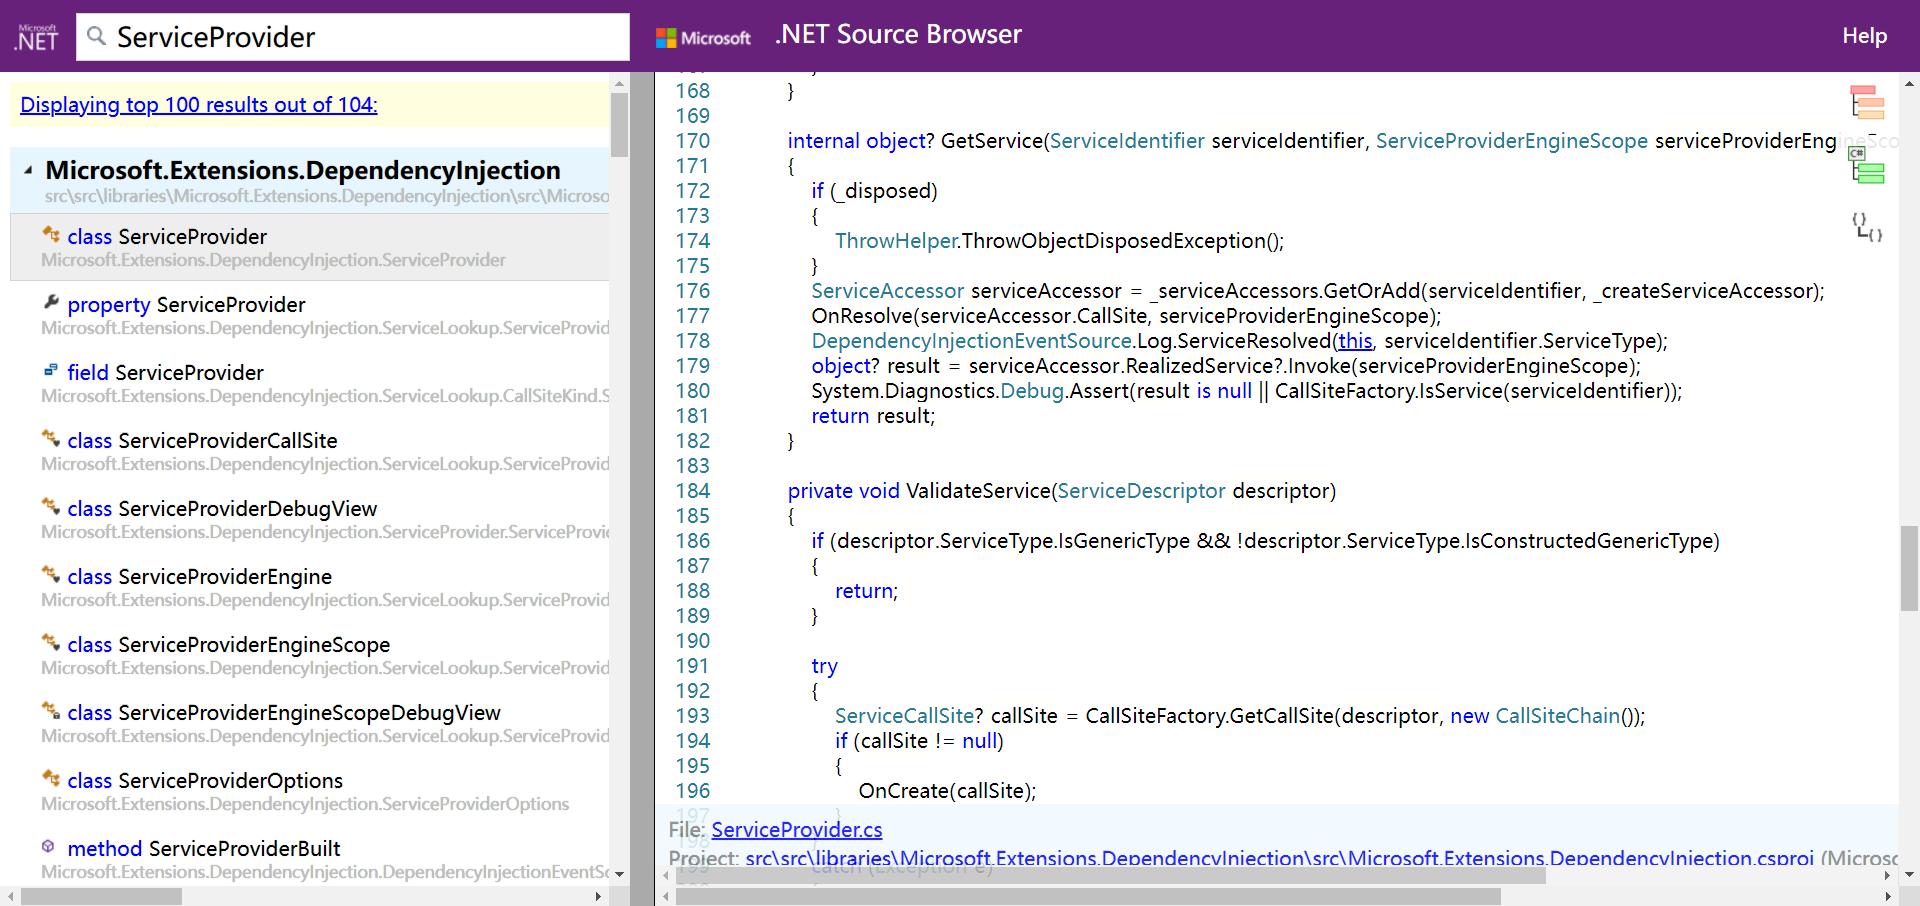 Microsoft
.NET
ServiceProvider
Microsoft
.NET Source Browser
Help
Displaying top 100 results out of 104:
Microsoft.Extensions.DependencyInjection
src\src\libraries\Microsoft.Extensions.DependencyInjection\src\Microso
class ServiceProvider
Microsoft.Extensions.DependencyInjection.ServiceProvider
property ServiceProvider
Microsoft.Extensions.DependencyInjection.ServiceLookup.ServiceProvid
field ServiceProvider
Microsoft.Extensions.DependencyInjection.ServiceLookup.CallSiteKind.S
class ServiceProviderCallSite
Microsoft.Extensions.DependencyInjection.ServiceLookup.ServiceProvid
class ServiceProviderDebugView
Microsoft.Extensions.DependencyInjection.ServiceProvider.ServiceProvi
class ServiceProviderEngine
Microsoft.Extensions.DependencyInjection.ServiceLookup.ServiceProvid
class ServiceProviderEngineScope
Microsoft.Extensions.DependencyInjection.ServiceLookup.ServiceProvid
class ServiceProviderEngineScopeDebugView
Microsoft.Extensions.DependencyInjection.ServiceLookup.ServiceProvid
class ServiceProviderOptions
Microsoft.Extensions.DependencyInjection.ServiceProviderOptions
method ServiceProviderBuilt
Microsoft.Extensions.DependencyInjection.DependencyInjectionEventSo
168 }
169
170 internal object? GetService(ServiceIdentifier serviceIdentifier, ServiceProviderEngineScope serviceProviderEngineSco
171 {
172 if (_disposed)
173 {
174 ThrowHelper.ThrowObjectDisposedException();
175 }
176 ServiceAccessor serviceAccessor = _serviceAccessors.GetOrAdd(serviceIdentifier, _createServiceAccessor);
177 OnResolve(serviceAccessor.CallSite, serviceProviderEngineScope);
178 DependencyInjectionEventSource.Log.ServiceResolved(this, serviceIdentifier.ServiceType);
179 object? result = serviceAccessor.RealizedService?.Invoke(serviceProviderEngineScope);
180 System.Diagnostics.Debug.Assert(result is null || CallSiteFactory.IsService(serviceIdentifier));
181 return result;
182 }
183
184 private void ValidateService(ServiceDescriptor descriptor)
185 {
186 if (descriptor.ServiceType.IsGenericType && !descriptor.ServiceType.IsConstructedGenericType)
187 {
188 return;
189 }
190
191 try
192 {
193 ServiceCallSite? callSite = CallSiteFactory.GetCallSite(descriptor, new CallSiteChain());
194 if (callSite != null)
195 {
196 OnCreate(callSite);
197 }
File: ServiceProvider.cs
198
Project: src\src\libraries\Microsoft.Extensions.DependencyInjection\src\Microsoft.Extensions.DependencyInjection.csproj (Microsc
199 catch (Exception e)
C#